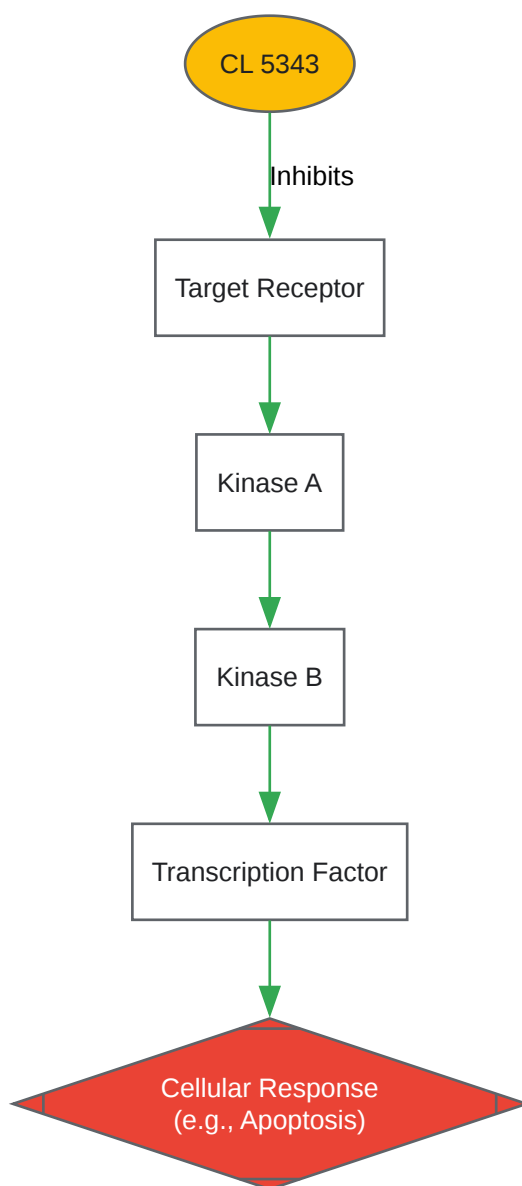 CL 5343
Inhibits
Target Receptor
Kinase A
Kinase B
Transcription Factor
Cellular Response
(e.g., Apoptosis)